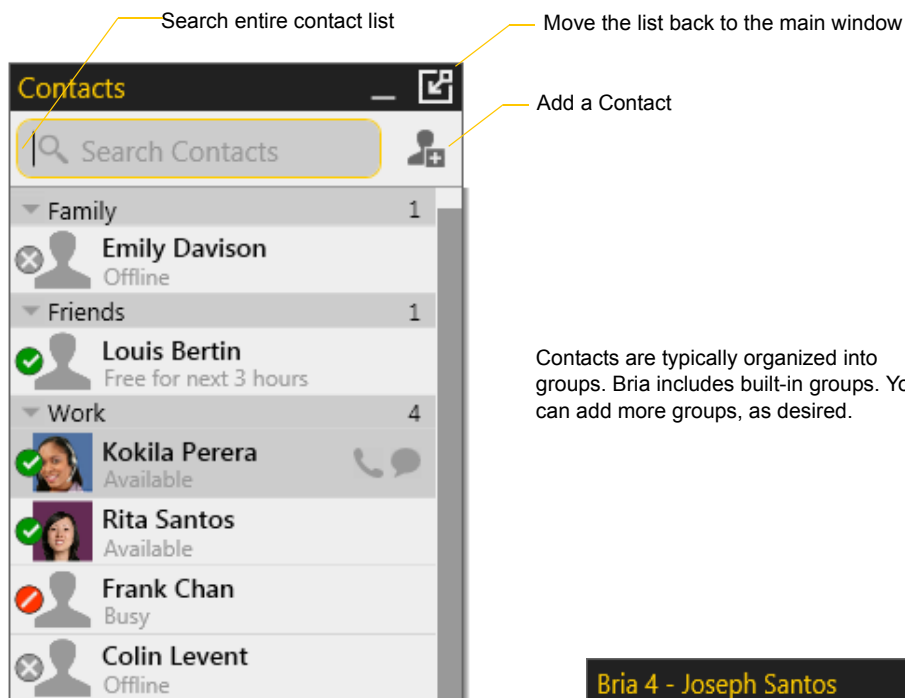 Search entire contact list
Move the list back to the main window
Contacts
Add a Contact
Search Contacts
Family 1
Emily Davison
Offline
Friends 1
Louis Bertin
Free for next 3 hours
Contacts are typically organized into
groups. Bria includes built-in groups.
can add more groups, as desired.
Work 4
Kokila Perera
Available
Rita Santos
Available
Frank Chan
Busy
Colin Levent
Offline
Bria 4 - Joseph Santos